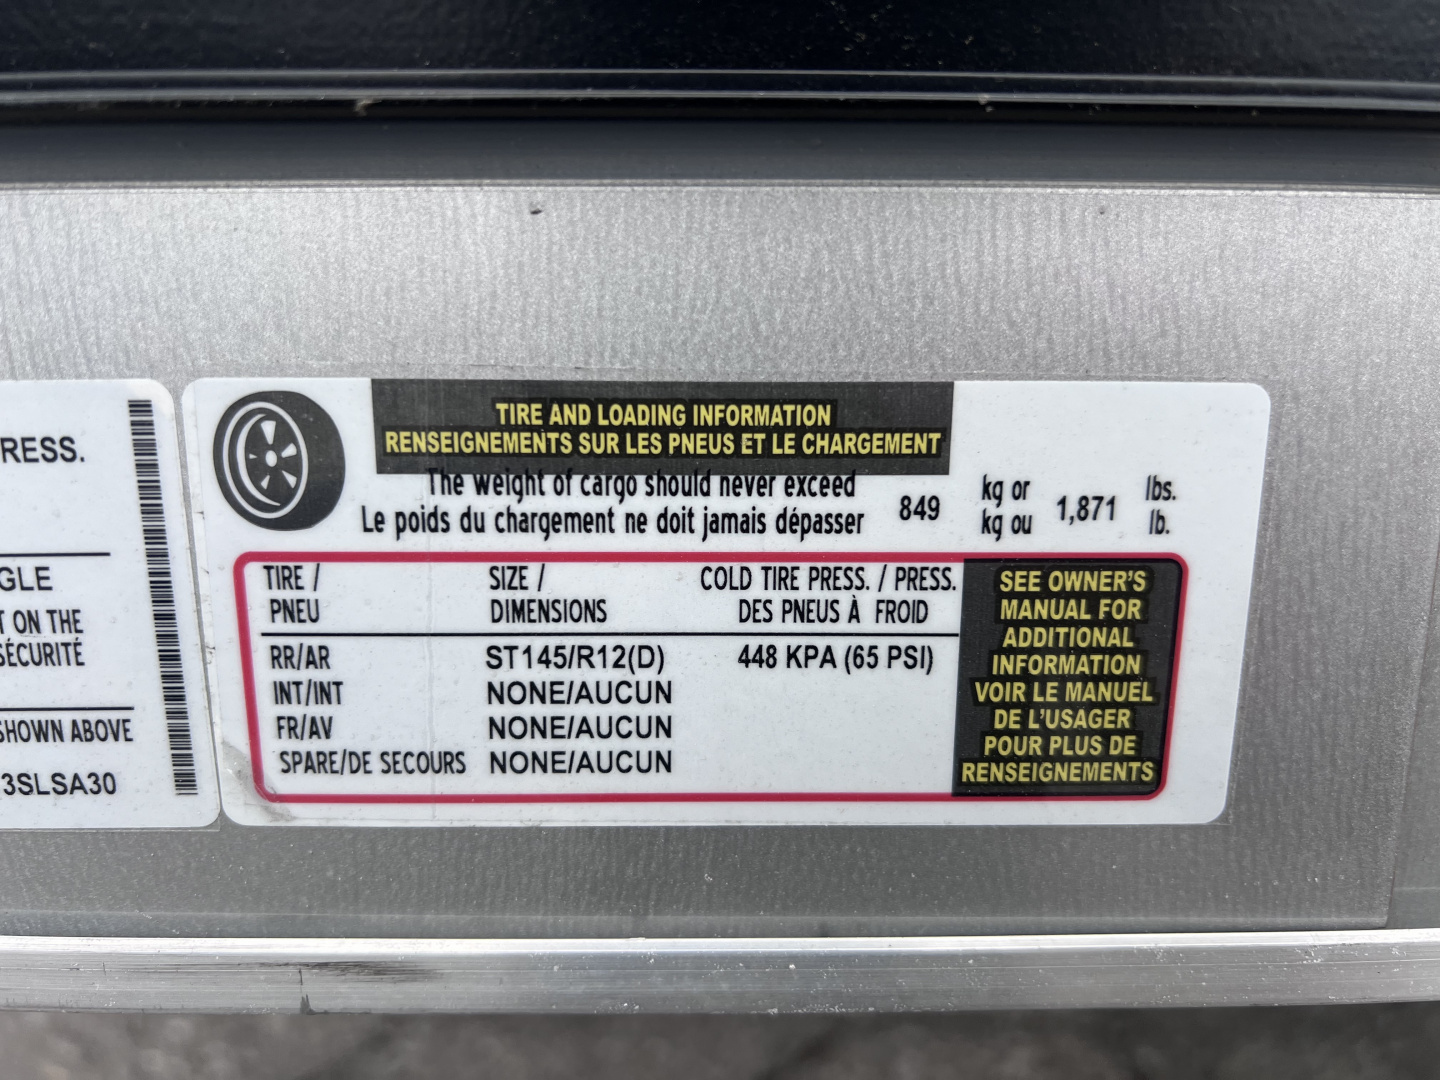 RESS.
GLE
T ON THE
SÉCURITÉ
SHOWN ABOVE
3SLSA30
TIRE AND LOADING INFORMATION
RENSEIGNEMENTS SUR LES PNEUS ET LE CHARGEMENT
The weight of cargo should never exceed
Le poids du chargement ne doit jamais dépasser
849
kg or
kg ou
1,871
lbs.
lb.
TIRE / SIZE / COLD TIRE PRESS. / PRESS.
PNEU DIMENSIONS DES PNEUS À FROID
RR/AR ST145/R12(D) 448 KPA (65 PSI)
INT/INT NONE/AUCUN
FR/AV NONE/AUCUN
SPARE/DE SECOURS NONE/AUCUN
SEE OWNER'S
MANUAL FOR
ADDITIONAL
INFORMATION
VOIR LE MANUEL
DE L'USAGER
POUR PLUS DE
RENSEIGNEMENTS